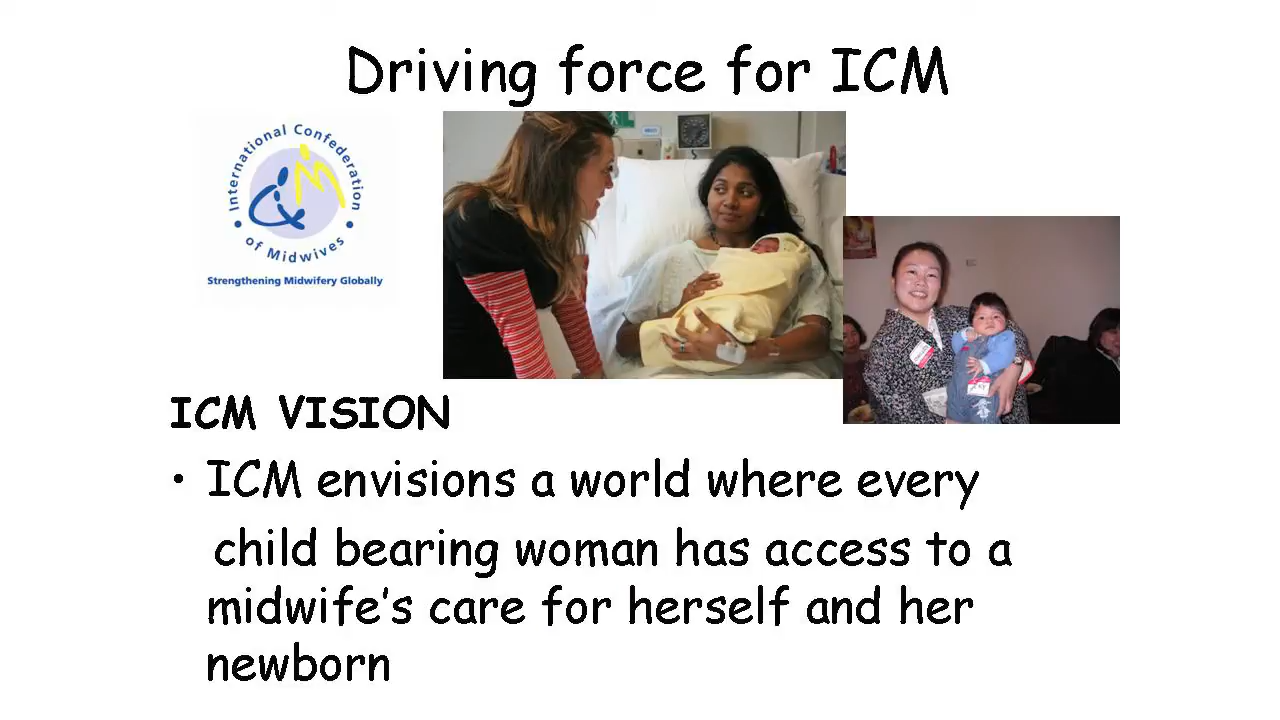 Driving force for ICM
International Confederation
of Midwives
Strengthening Midwifery Globally
ICM VISION
• ICM envisions a world where every
child bearing woman has access to a
midwife's care for herself and her
newborn